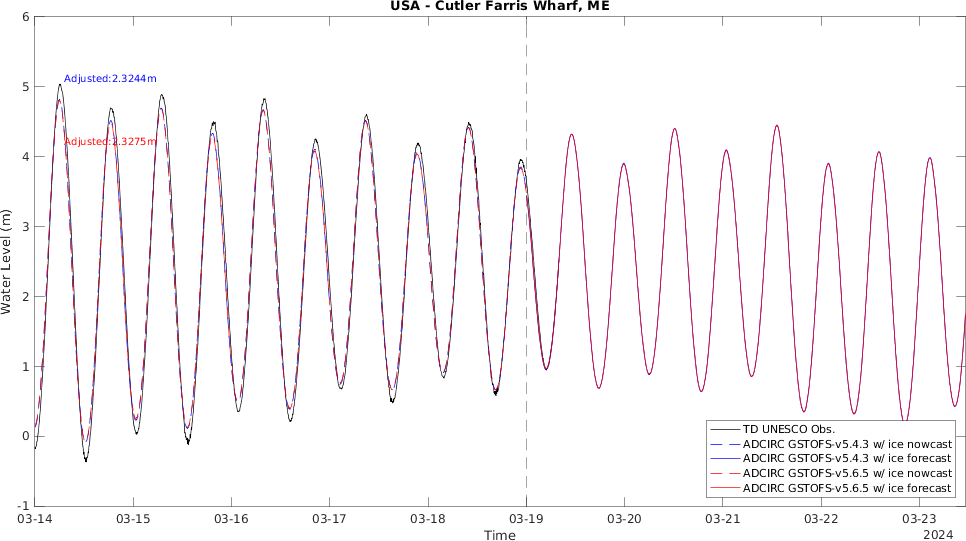 USA - Cutler Farris Wharf, ME
Water Level (m)
6
5
4
3
2
1
0
-1
Adjusted:2.3244m
Adjusted:2.3275m
TD UNESCO Obs.
ADCIRC GSTOFS-v5.4.3 w/ ice nowcast
ADCIRC GSTOFS-v5.4.3 w/ ice forecast
ADCIRC GSTOFS-v5.6.5 w/ ice nowcast
ADCIRC GSTOFS-v5.6.5 w/ ice forecast
03-14 03-15 03-16 03-17 03-18 03-19 03-20 03-21 03-22 03-23
Time
2024